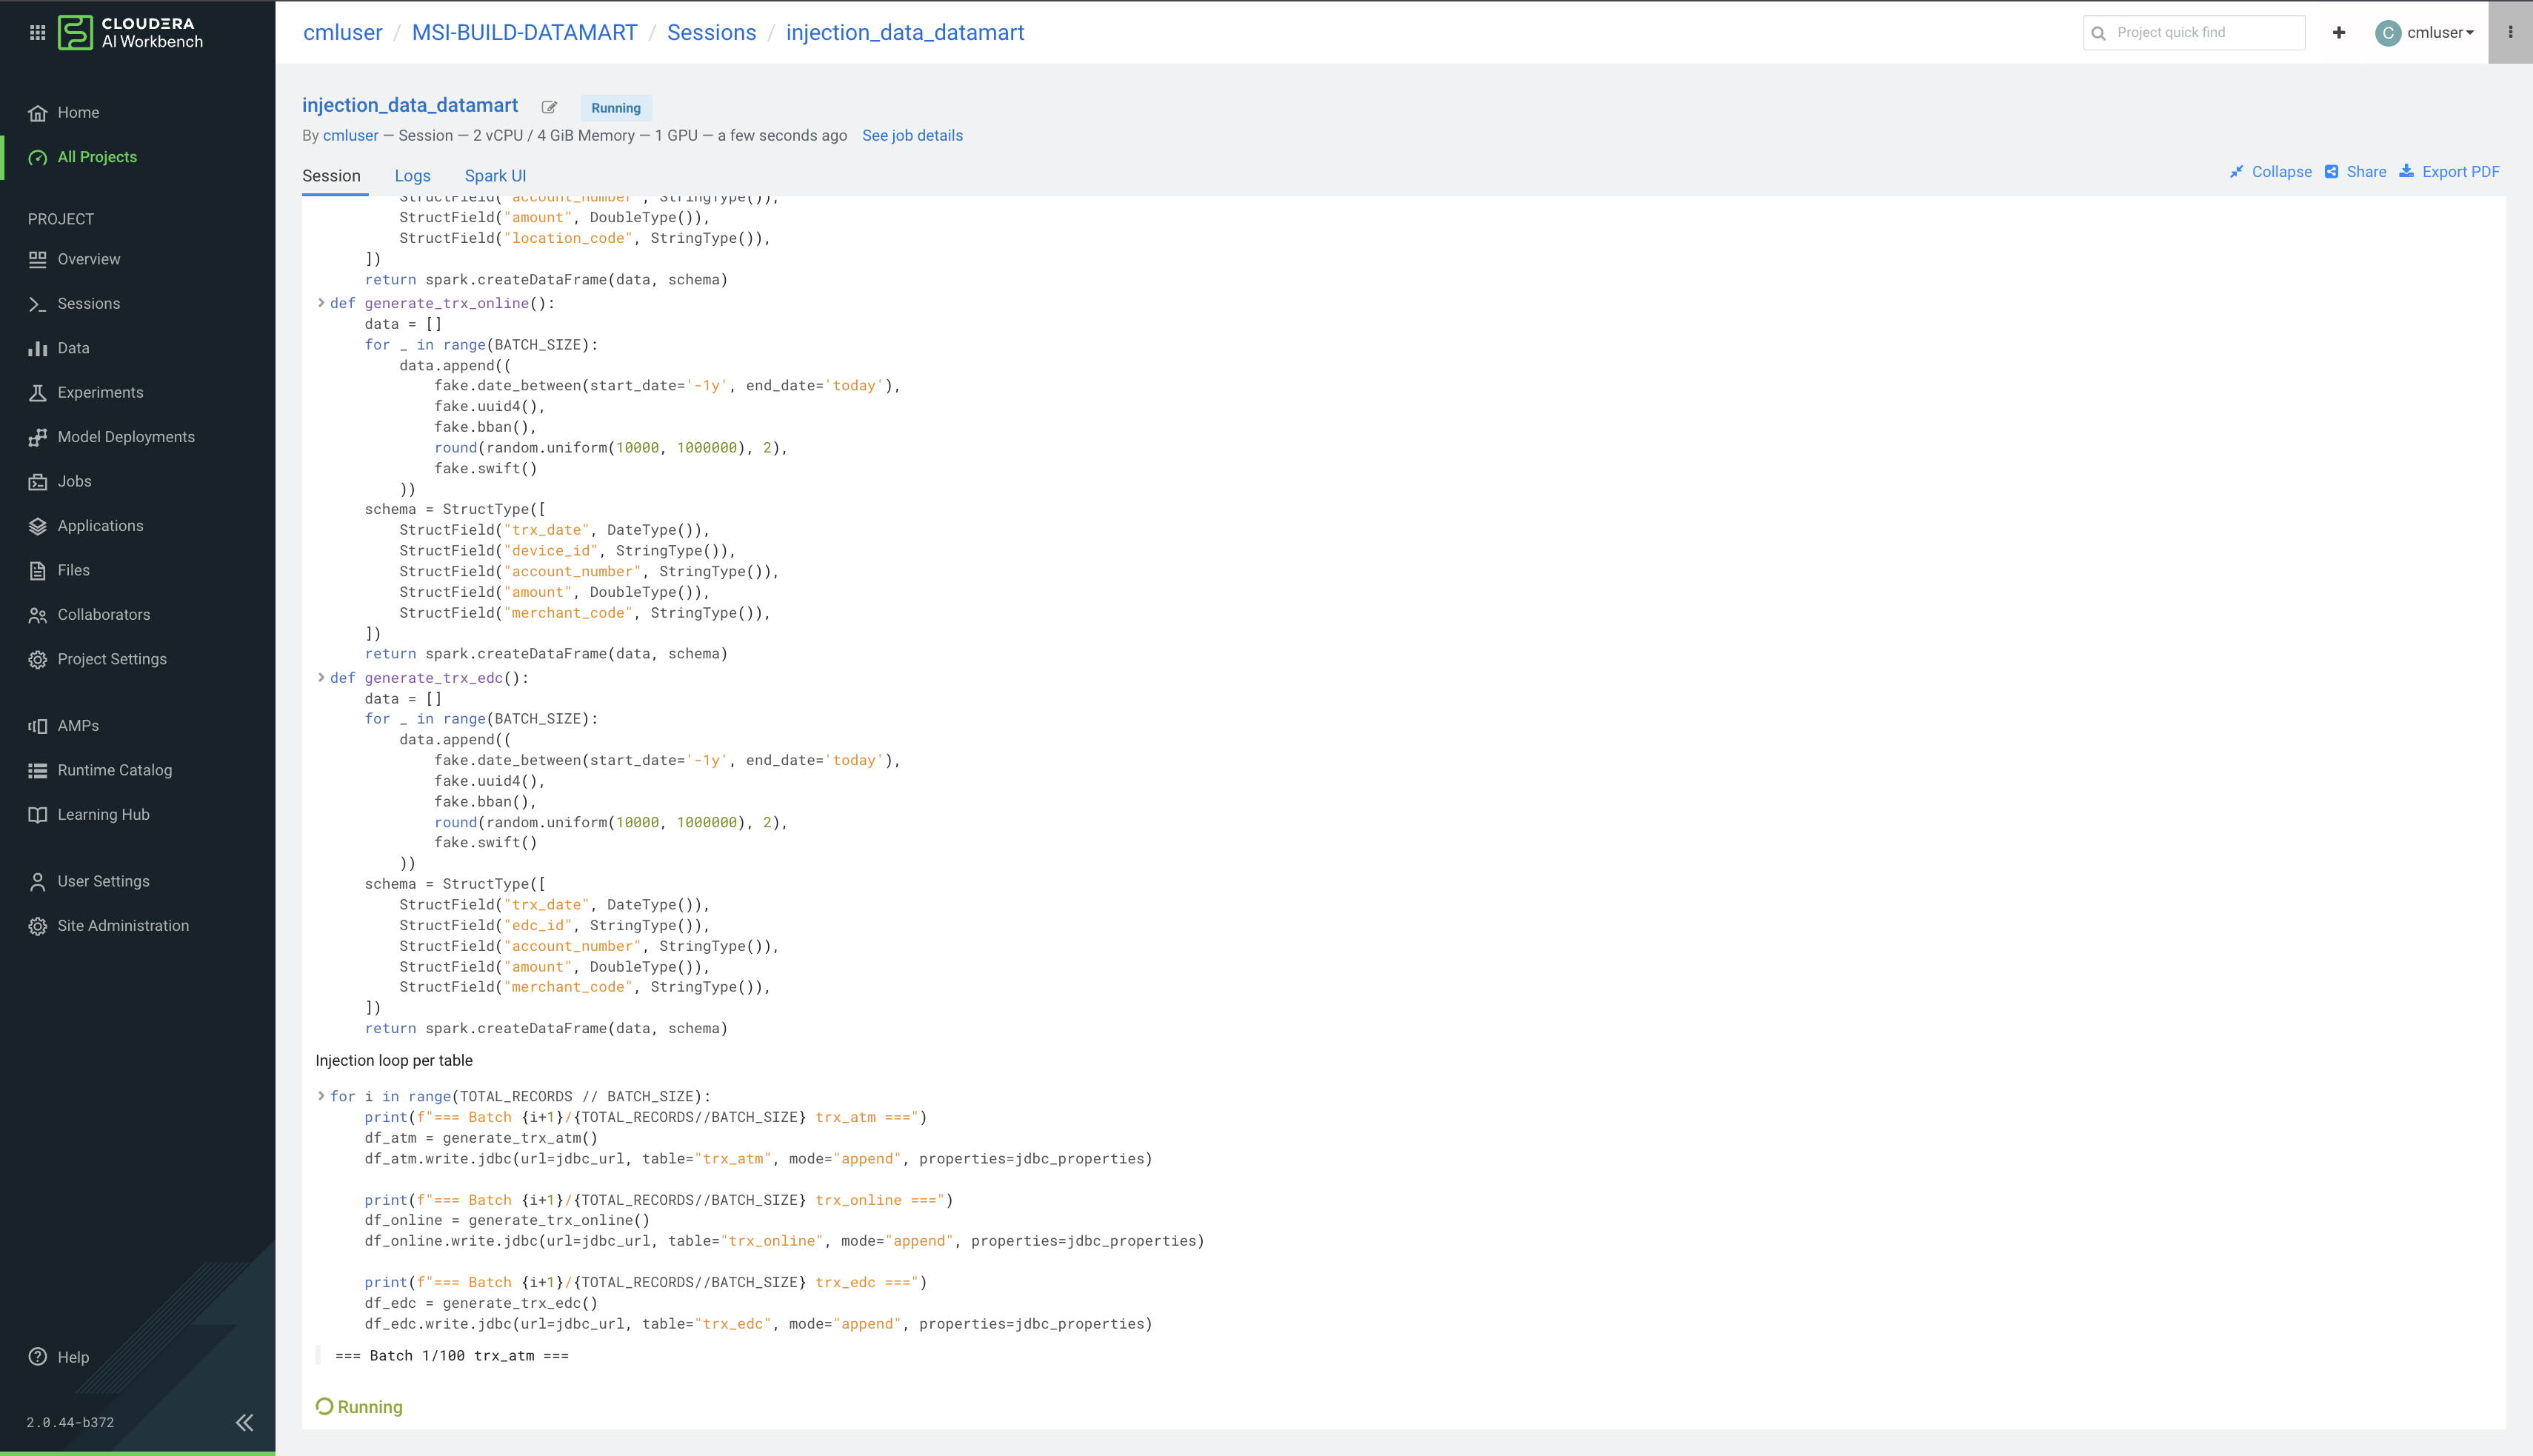 CLOUDERA
AI Workbench
Home
All Projects
PROJECT
Overview
Sessions
Data
Experiments
Model Deployments
Jobs
Applications
Files
Collaborators
Project Settings
AMPs
Runtime Catalog
Learning Hub
User Settings
Site Administration
Help
2.0.44-b372
cmluser / MSI-BUILD-DATAMART / Sessions / injection_data_datamart
Project quick find
C cmluser
injection_data_datamart Running
By cmluser — Session — 2 vCPU / 4 GiB Memory — 1 GPU — a few seconds ago See job details
Session Logs Spark UI
Collapse Share Export PDF
        StructField("account_number", StringType()),
        StructField("amount", DoubleType()),
        StructField("location_code", StringType()),
    ])
    return spark.createDataFrame(data, schema)
def generate_trx_online():
    data = []
    for _ in range(BATCH_SIZE):
        data.append((
            fake.date_between(start_date='-1y', end_date='today'),
            fake.uuid4(),
            fake.bban(),
            round(random.uniform(10000, 1000000), 2),
            fake.swift()
        ))
    schema = StructType([
        StructField("trx_date", DateType()),
        StructField("device_id", StringType()),
        StructField("account_number", StringType()),
        StructField("amount", DoubleType()),
        StructField("merchant_code", StringType()),
    ])
    return spark.createDataFrame(data, schema)
def generate_trx_edc():
    data = []
    for _ in range(BATCH_SIZE):
        data.append((
            fake.date_between(start_date='-1y', end_date='today'),
            fake.uuid4(),
            fake.bban(),
            round(random.uniform(10000, 1000000), 2),
            fake.swift()
        ))
    schema = StructType([
        StructField("trx_date", DateType()),
        StructField("edc_id", StringType()),
        StructField("account_number", StringType()),
        StructField("amount", DoubleType()),
        StructField("merchant_code", StringType()),
    ])
    return spark.createDataFrame(data, schema)
Injection loop per table
for i in range(TOTAL_RECORDS // BATCH_SIZE):
    print(f"=== Batch {i+1}/{TOTAL_RECORDS//BATCH_SIZE} trx_atm ===")
    df_atm = generate_trx_atm()
    df_atm.write.jdbc(url=jdbc_url, table="trx_atm", mode="append", properties=jdbc_properties)
    print(f"=== Batch {i+1}/{TOTAL_RECORDS//BATCH_SIZE} trx_online ===")
    df_online = generate_trx_online()
    df_online.write.jdbc(url=jdbc_url, table="trx_online", mode="append", properties=jdbc_properties)
    print(f"=== Batch {i+1}/{TOTAL_RECORDS//BATCH_SIZE} trx_edc ===")
    df_edc = generate_trx_edc()
    df_edc.write.jdbc(url=jdbc_url, table="trx_edc", mode="append", properties=jdbc_properties)
=== Batch 1/100 trx_atm ===
Running